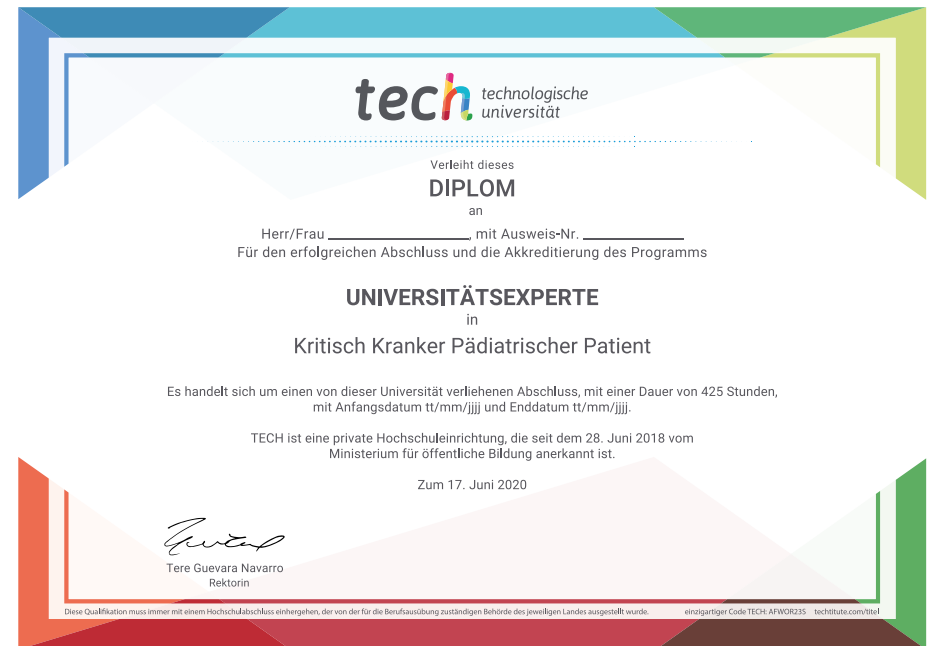 tech technologische
universität
Verleiht dieses
DIPLOM
an
Herr/Frau ____________________, mit Ausweis-Nr. ______________
Für den erfolgreichen Abschluss und die Akkreditierung des Programms
UNIVERSITÄTSEXPERTE
in
Kritisch Kranker Pädiatrischer Patient
Es handelt sich um einen von dieser Universität verliehenen Abschluss, mit einer Dauer von 425 Stunden,
mit Anfangsdatum tt/mm/jjjj und Enddatum tt/mm/jjjj.
TECH ist eine private Hochschuleinrichtung, die seit dem 28. Juni 2018 vom
Ministerium für öffentliche Bildung anerkannt ist.
Zum 17. Juni 2020
Tere Guevara Navarro
Rektorin
Diese Qualifikation muss immer mit einem Hochschulabschluss einhergehen, der von der für die Berufsausübung zuständigen Behörde des jeweiligen Landes ausgestellt wurde. einzigartiger Code TECH: AFWOR23S techtitute.com/titel